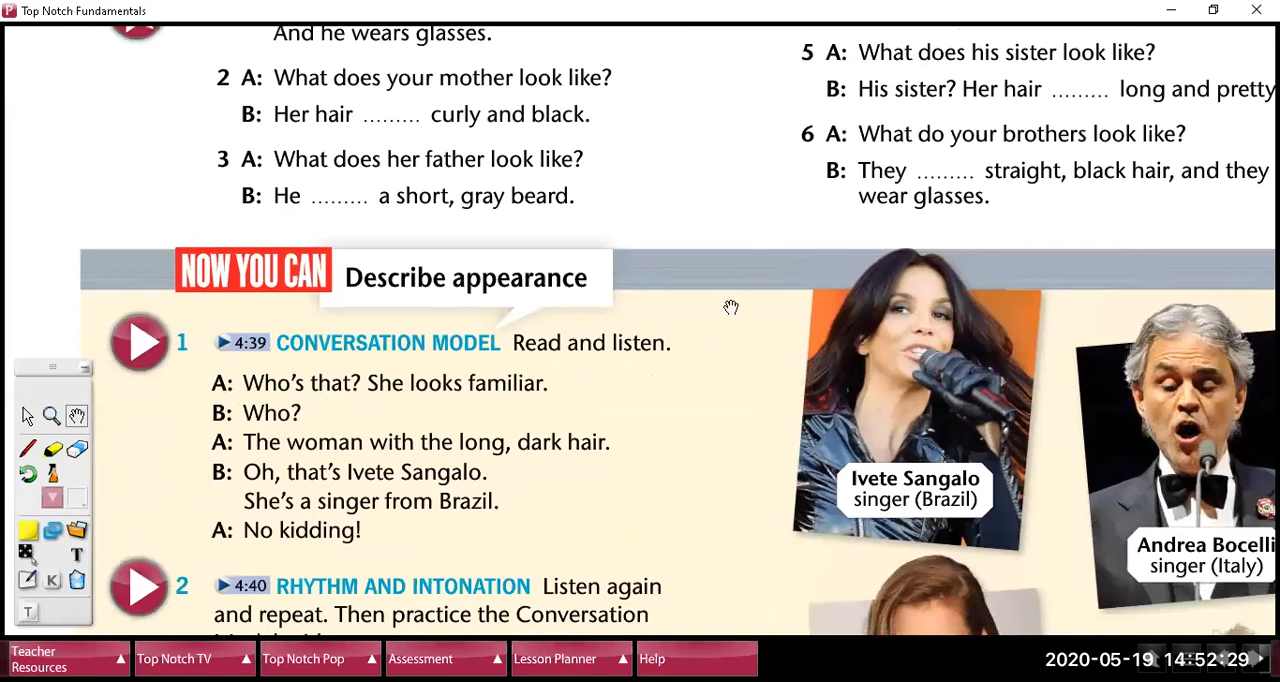 Top Notch Fundamentals
And he wears glasses.
2 A: What does your mother look like?
B: Her hair ......... curly and black.
3 A: What does her father look like?
B: He ......... a short, gray beard.
5 A: What does his sister look like?
B: His sister? Her hair ......... long and pretty
6 A: What do your brothers look like?
B: They ......... straight, black hair, and they
wear glasses.
NOW YOU CAN Describe appearance
1 4:39 CONVERSATION MODEL Read and listen.
A: Who's that? She looks familiar.
B: Who?
A: The woman with the long, dark hair.
B: Oh, that's Ivete Sangalo.
She's a singer from Brazil.
A: No kidding!
2 4:40 RHYTHM AND INTONATION Listen again
and repeat. Then practice the Conversation
Ivete Sangalo
singer (Brazil)
Andrea Bocelli
singer (Italy)
T
K
T
Teacher
Resources
Top Notch TV
Top Notch Pop
Assessment
Lesson Planner
Help
2020-05-19 14:52:29